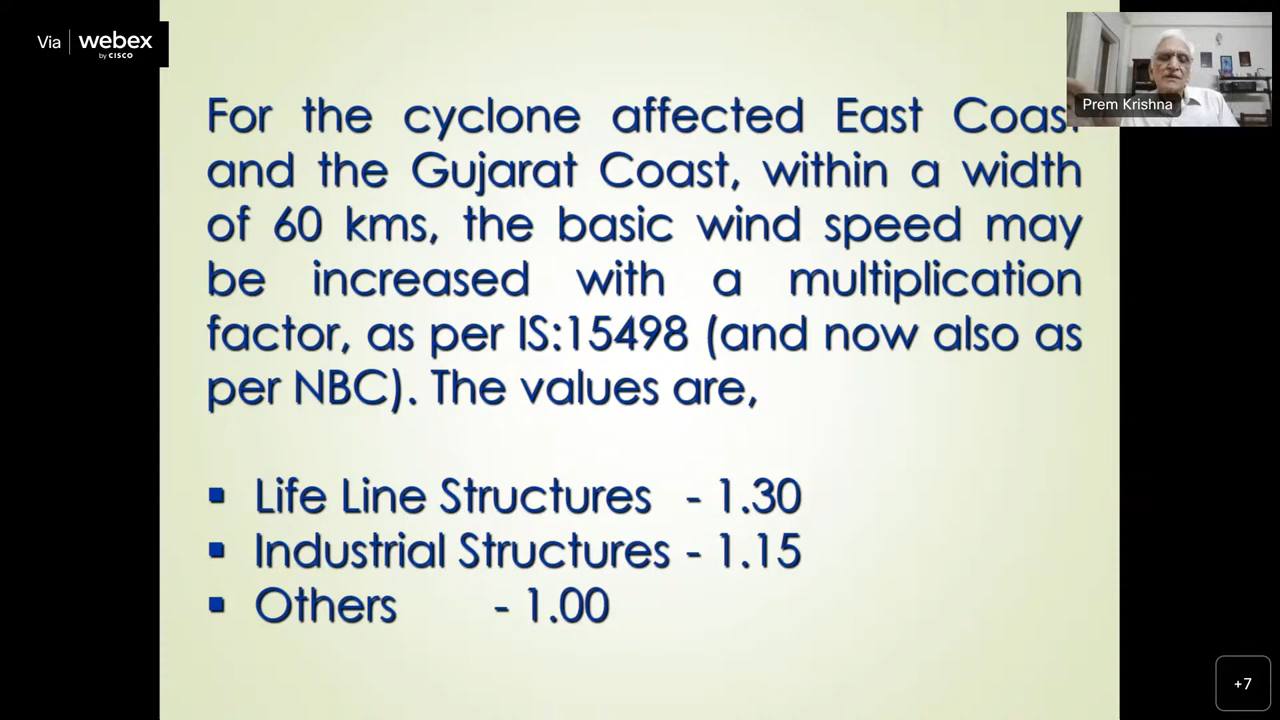 Via webex
by CISCO
Prem Krishna
For the cyclone affected East Coast
and the Gujarat Coast, within a width
of 60 kms, the basic wind speed may
be increased with a multiplication
factor, as per IS:15498 (and now also as
per NBC). The values are,
▪ Life Line Structures - 1.30
▪ Industrial Structures - 1.15
▪ Others - 1.00
+7